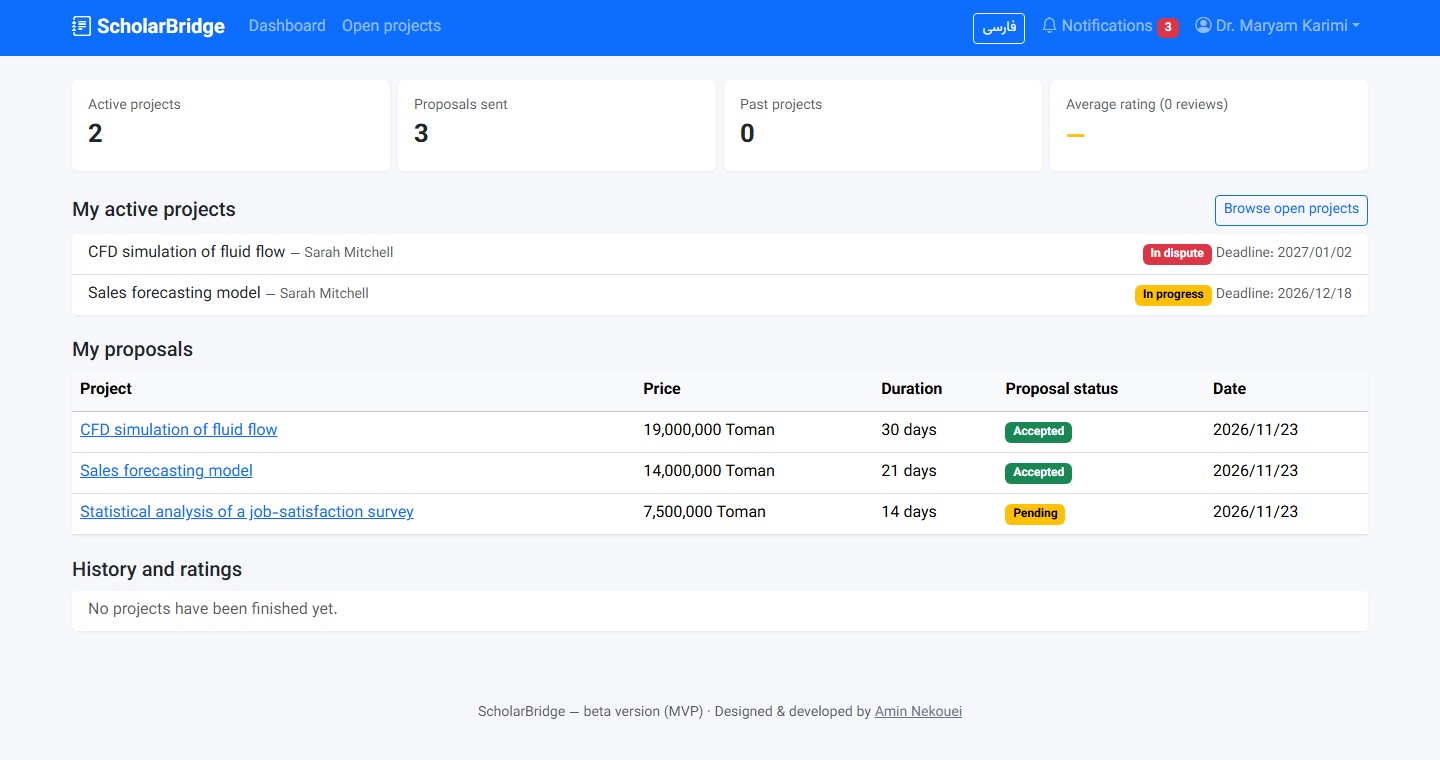 ScholarBridge Dashboard Open projects فارسی Notifications 3 Dr. Maryam Karimi
Active projects
2
Proposals sent
3
Past projects
0
Average rating (0 reviews)
—
My active projects
Browse open projects
CFD simulation of fluid flow — Sarah Mitchell In dispute Deadline: 2027/01/02
Sales forecasting model — Sarah Mitchell In progress Deadline: 2026/12/18
My proposals
Project Price Duration Proposal status Date
CFD simulation of fluid flow 19,000,000 Toman 30 days Accepted 2026/11/23
Sales forecasting model 14,000,000 Toman 21 days Accepted 2026/11/23
Statistical analysis of a job-satisfaction survey 7,500,000 Toman 14 days Pending 2026/11/23
History and ratings
No projects have been finished yet.
ScholarBridge — beta version (MVP) · Designed & developed by Amin Nekouei